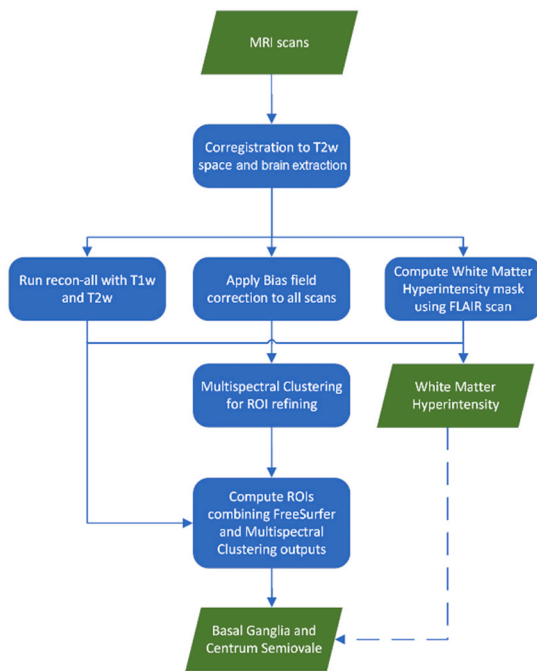 MRI scans
Corregistration to T2w
space and brain extraction
Run recon-all with T1w
and T2w
Apply Bias field
correction to all scans
Compute White Matter
Hyperintensity mask
using FLAIR scan
Multispectral Clustering
for ROI refining
White Matter
Hyperintensity
Compute ROIs
combining FreeSurfer
and Multispectral
Clustering outputs
Basal Ganglia and
Centrum Semiovale